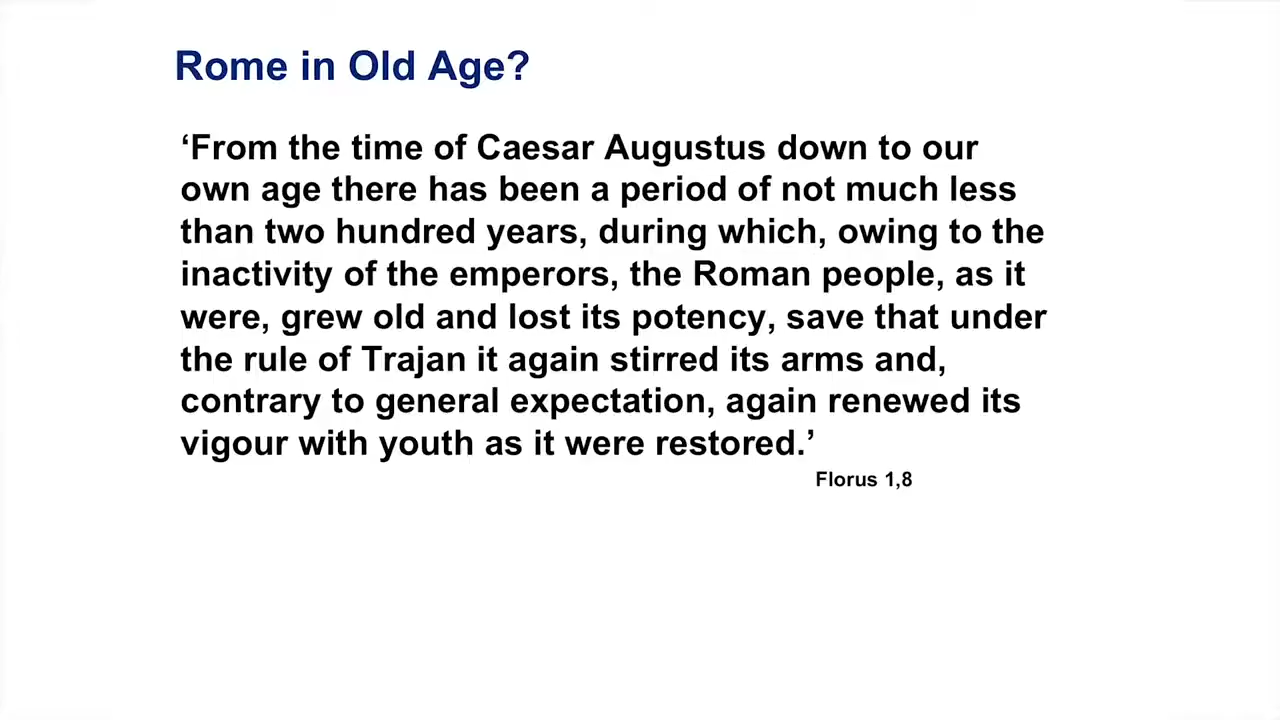 Rome in Old Age?
‘From the time of Caesar Augustus down to our
own age there has been a period of not much less
than two hundred years, during which, owing to the
inactivity of the emperors, the Roman people, as it
were, grew old and lost its potency, save that under
the rule of Trajan it again stirred its arms and,
contrary to general expectation, again renewed its
vigour with youth as it were restored.’
Florus 1,8